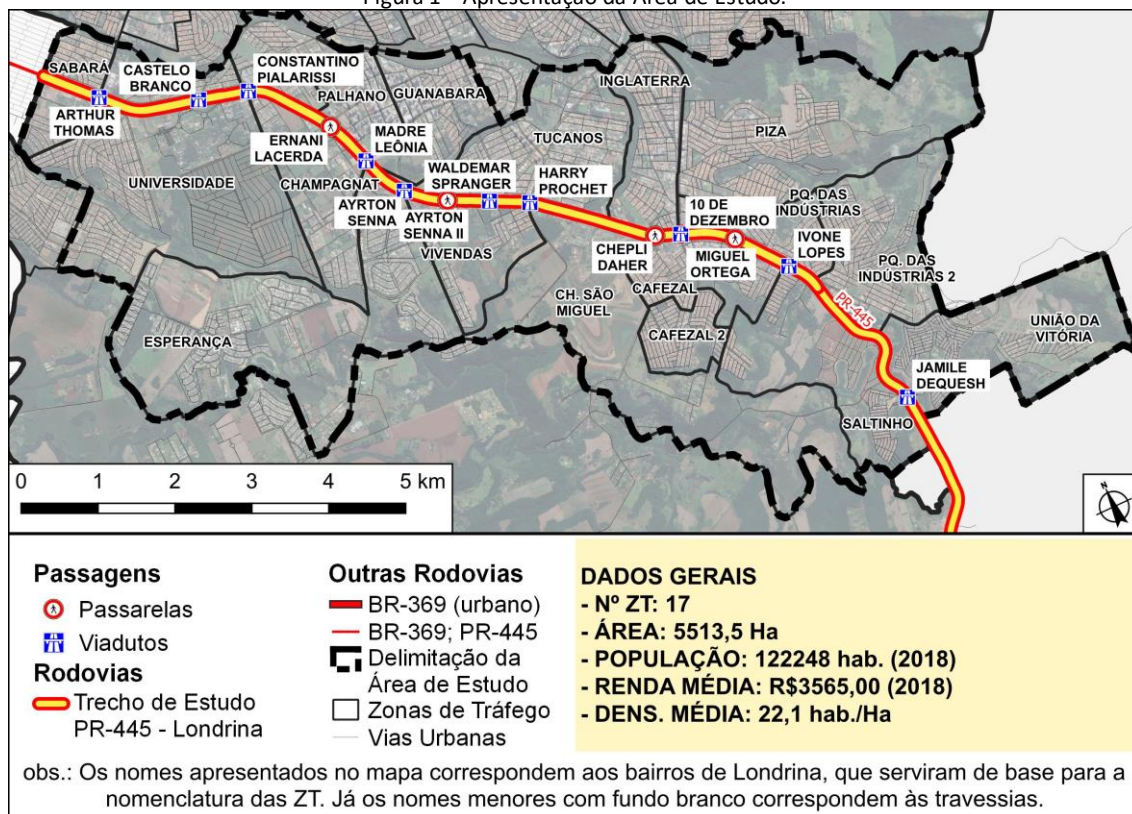 Figura 1 – Apresentação da Área de Estudo.
SABARÁ
CASTELO
BRANCO
CONSTANTINO
PIALARISSI
ARTHUR
THOMAS
PALHANO
GUANABARA
INGLATERRA
ERNANI
LACERDA
MADRE
LEÔNIA
TUCANOS
PIZA
UNIVERSIDADE
CHAMPAGNAT
WALDEMAR
SPRANGER
HARRY
PROCHET
AYRTON
SENNA
AYRTON
SENNA II
VIVENDAS
10 DE
DEZEMBRO
PQ. DAS
INDÚSTRIAS
CHEPLI
DAHER
MIGUEL
ORTEGA
IVONE
LOPES
PQ. DAS
INDÚSTRIAS 2
CH. SÃO
MIGUEL
CAFEZAL
CAFEZAL 2
PR-445
UNIÃO DA
VITÓRIA
ESPERANÇA
JAMILE
DEQUESH
SALTINHO
0 1 2 3 4 5 km
N
Passagens
Passarelas
Viadutos
Rodovias
Trecho de Estudo
PR-445 - Londrina
Outras Rodovias
BR-369 (urbano)
BR-369; PR-445
Delimitação da
Área de Estudo
Zonas de Tráfego
Vias Urbanas
DADOS GERAIS
- Nº ZT: 17
- ÁREA: 5513,5 Ha
- POPULAÇÃO: 122248 hab. (2018)
- RENDA MÉDIA: R$3565,00 (2018)
- DENS. MÉDIA: 22,1 hab./Ha
obs.: Os nomes apresentados no mapa correspondem aos bairros de Londrina, que serviram de base para a
nomenclatura das ZT. Já os nomes menores com fundo branco correspondem às travessias.